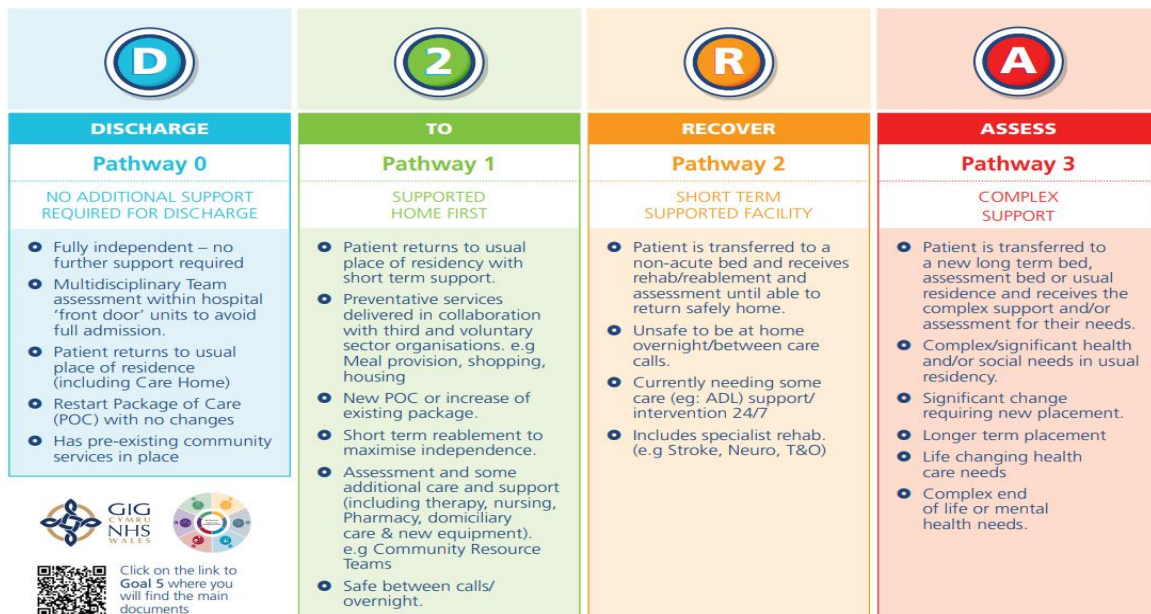 D
DISCHARGE
Pathway 0
NO ADDITIONAL SUPPORT
REQUIRED FOR DISCHARGE
Fully independent – no
further support required
Multidisciplinary Team
assessment within hospital
‘front door’ units to avoid
full admission.
Patient returns to usual
place of residence
(including Care Home)
Restart Package of Care
(POC) with no changes
Has pre-existing community
services in place
GIG
CYMRU
NHS
WALES
Click on the link to
Goal 5 where you
will find the main
documents
2
TO
Pathway 1
SUPPORTED
HOME FIRST
Patient returns to usual
place of residency with
short term support.
Preventative services
delivered in collaboration
with third and voluntary
sector organisations. e.g
Meal provision, shopping,
housing
New POC or increase of
existing package.
Short term reablement to
maximise independence.
Assessment and some
additional care and support
(including therapy, nursing,
Pharmacy, domiciliary
care & new equipment).
e.g Community Resource
Teams
Safe between calls/
overnight.
R
RECOVER
Pathway 2
SHORT TERM
SUPPORTED FACILITY
Patient is transferred to a
non-acute bed and receives
rehab/reablement and
assessment until able to
return safely home.
Unsafe to be at home
overnight/between care
calls.
Currently needing some
care (eg: ADL) support/
intervention 24/7
Includes specialist rehab.
(e.g Stroke, Neuro, T&O)
A
ASSESS
Pathway 3
COMPLEX
SUPPORT
Patient is transferred to
a new long term bed,
assessment bed or usual
residence and receives the
complex support and/or
assessment for their needs.
Complex/significant health
and/or social needs in usual
residency.
Significant change
requiring new placement.
Longer term placement
Life changing health
care needs
Complex end
of life or mental
health needs.